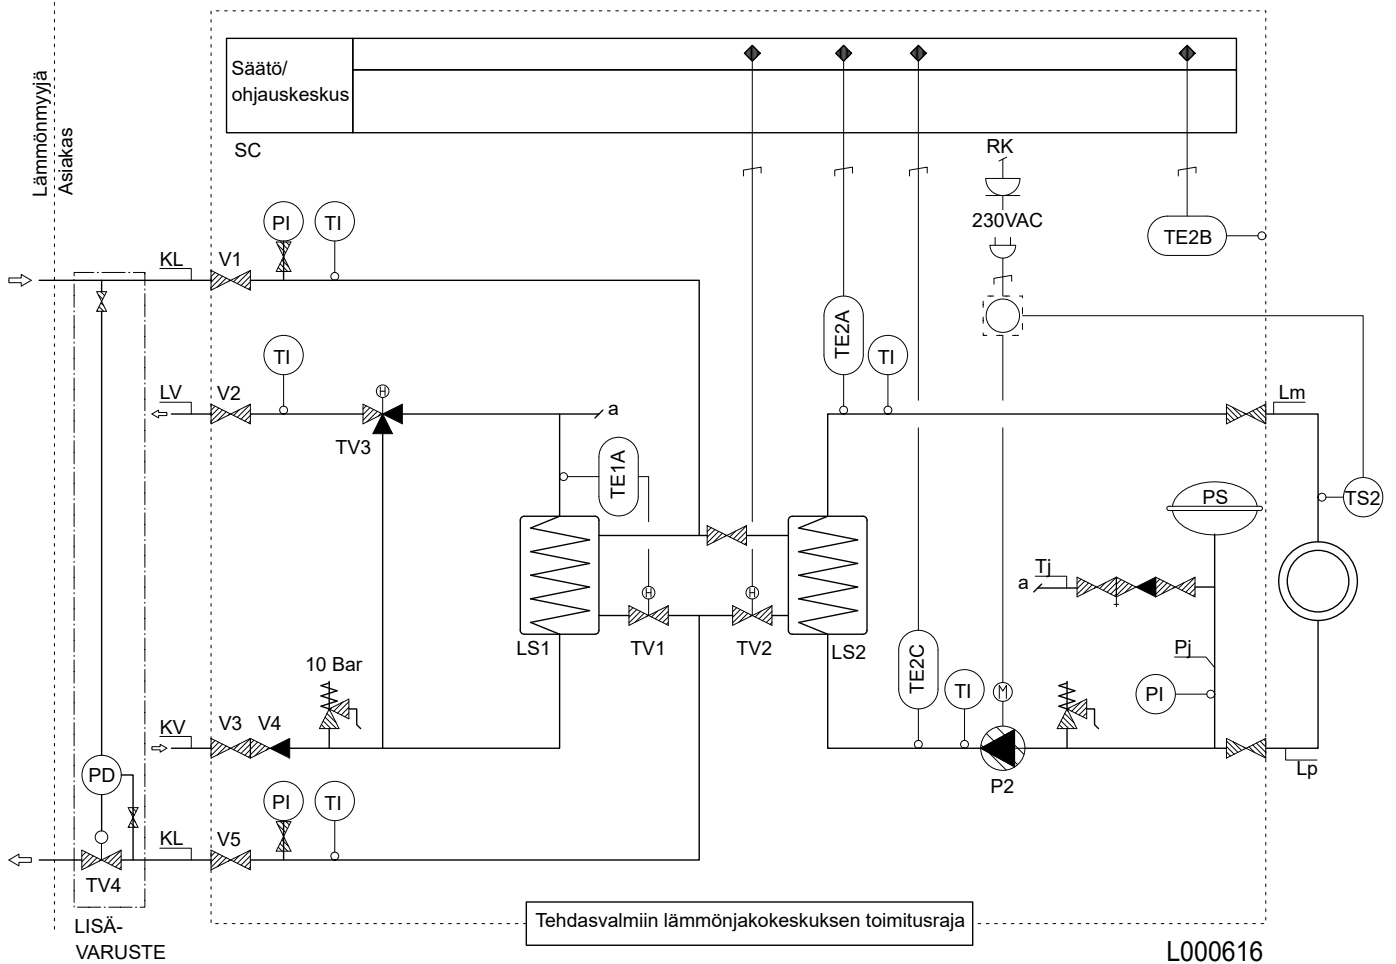 Lämmönmyyjä
Asiakas
Säätö/
ohjauskeskus
SC
RK
230VAC
TE2B
PI
TI
KL
V1
TE2A
TI
TI
LV
V2
TV3
a
TE1A
Lm
PS
TS2
Tj
a
LS1
TV1
TV2
LS2
TE2C
10 Bar
Pj
PI
TI
M
KV
V3
V4
P2
Lp
PD
PI
TI
KL
V5
TV4
H
H
H
LISÄ-
VARUSTE
Tehdasvalmiin lämmönjakokeskuksen toimitusraja
L000616